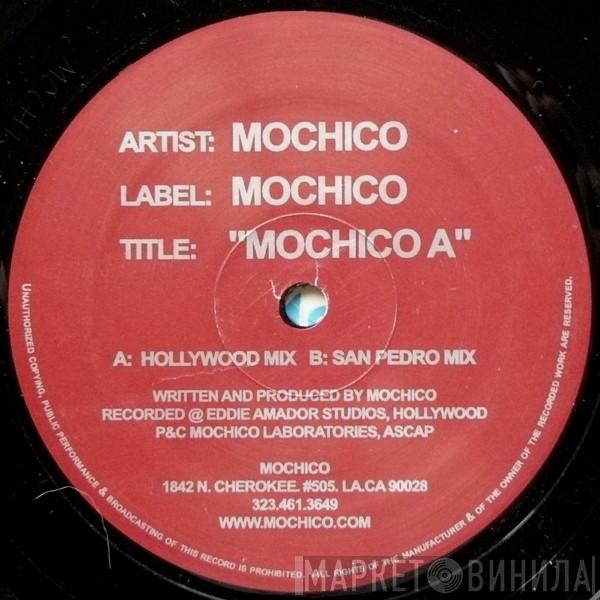 ARTIST: MOCHICO
LABEL: MOCHICO
TITLE: "MOCHICO A"
A: HOLLYWOOD MIX B: SAN PEDRO MIX
WRITTEN AND PRODUCED BY MOCHICO
RECORDED @ EDDIE AMADOR STUDIOS, HOLLYWOOD
P&C MOCHICO LABORATORIES, ASCAP
MOCHICO
1842 N. CHEROKEE. #505. LA.CA 90028
323.461.3649
WWW.MOCHICO.COM
UNAUTHORIZED COPYING, PUBLIC PERFORMANCE & BROADCASTING OF THIS RECORD IS PROHIBITED. ALL RIGHTS OF THE MANUFACTURER & OF THE OWNER OF THE RECORDED WORK ARE RESERVED.
МАРКЕТ ВИНИЛА